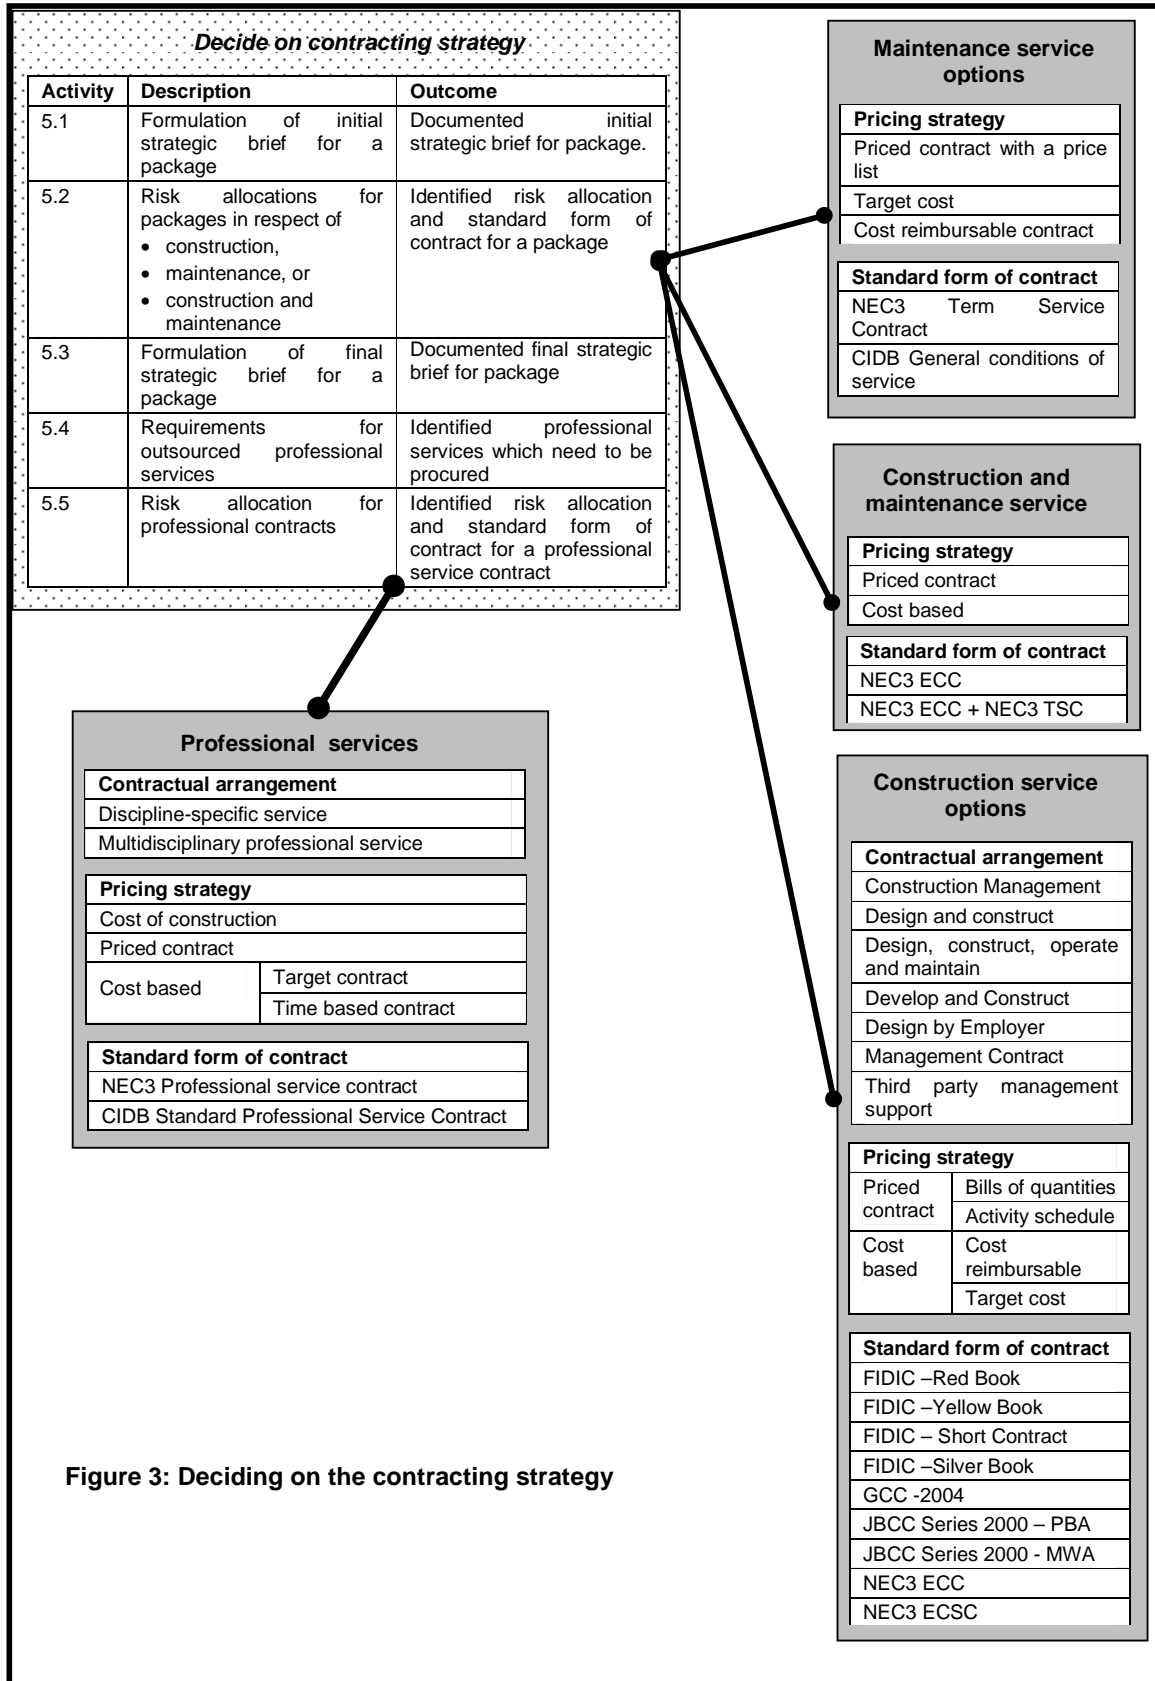 Decide on contracting strategy
Activity Description Outcome
5.1 Formulation of initial strategic brief for a package Documented initial strategic brief for package.
5.2 Risk allocations for packages in respect of
• construction,
• maintenance, or
• construction and maintenance
Identified risk allocation and standard form of contract for a package
5.3 Formulation of final strategic brief for a package Documented final strategic brief for package
5.4 Requirements for outsourced professional services Identified professional services which need to be procured
5.5 Risk allocation for professional contracts Identified risk allocation and standard form of contract for a professional service contract
Maintenance service
options
Pricing strategy
Priced contract with a price
list
Target cost
Cost reimbursable contract
Standard form of contract
NEC3 Term Service
Contract
CIDB General conditions of
service
Construction and
maintenance service
Pricing strategy
Priced contract
Cost based
Standard form of contract
NEC3 ECC
NEC3 ECC + NEC3 TSC
Professional services
Contractual arrangement
Discipline-specific service
Multidisciplinary professional service
Pricing strategy
Cost of construction
Priced contract
Cost based
Target contract
Time based contract
Standard form of contract
NEC3 Professional service contract
CIDB Standard Professional Service Contract
Construction service
options
Contractual arrangement
Construction Management
Design and construct
Design, construct, operate
and maintain
Develop and Construct
Design by Employer
Management Contract
Third party management
support
Pricing strategy
Priced
contract
Bills of quantities
Activity schedule
Cost
based
Cost
reimbursable
Target cost
Standard form of contract
FIDIC –Red Book
FIDIC –Yellow Book
FIDIC – Short Contract
FIDIC –Silver Book
GCC -2004
JBCC Series 2000 – PBA
JBCC Series 2000 - MWA
NEC3 ECC
NEC3 ECSC
Figure 3: Deciding on the contracting strategy